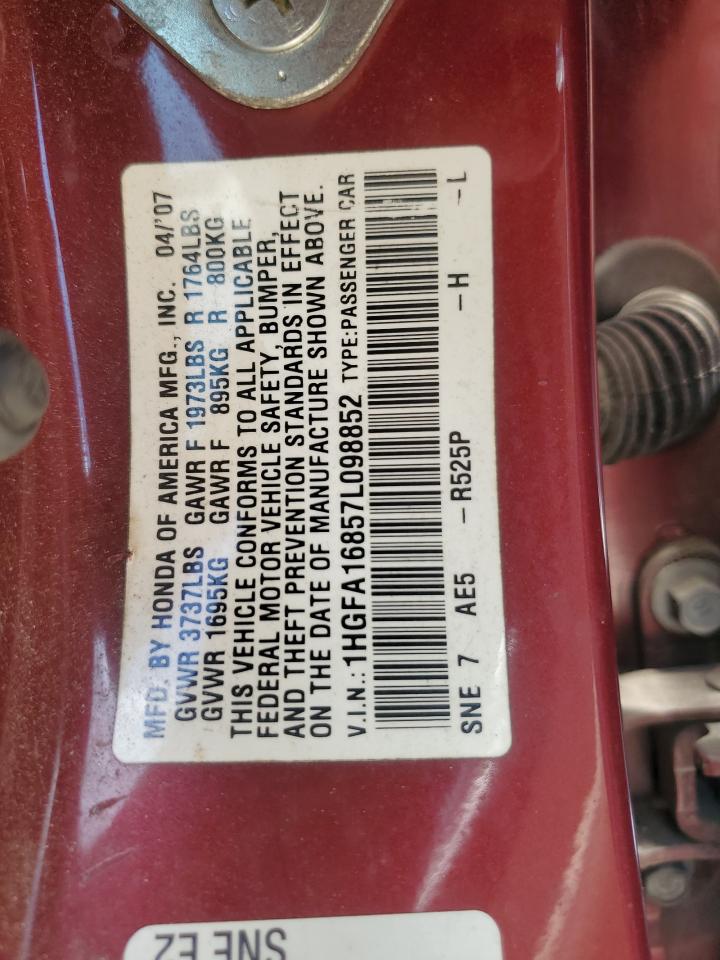 MFD. BY HONDA OF AMERICA MFG., INC. 04/'07
GVWR 3737LBS GAWR F 1973LBS R 1764LBS
GVWR 1695KG GAWR F 895KG R 800KG
THIS VEHICLE CONFORMS TO ALL APPLICABLE
FEDERAL MOTOR VEHICLE SAFETY, BUMPER,
AND THEFT PREVENTION STANDARDS IN EFFECT
ON THE DATE OF MANUFACTURE SHOWN ABOVE.
V.I.N.: 1HGFA16857L098852 TYPE:PASSENGER CAR
SNE 7 AE5 –R525P –H –L
SNE E2